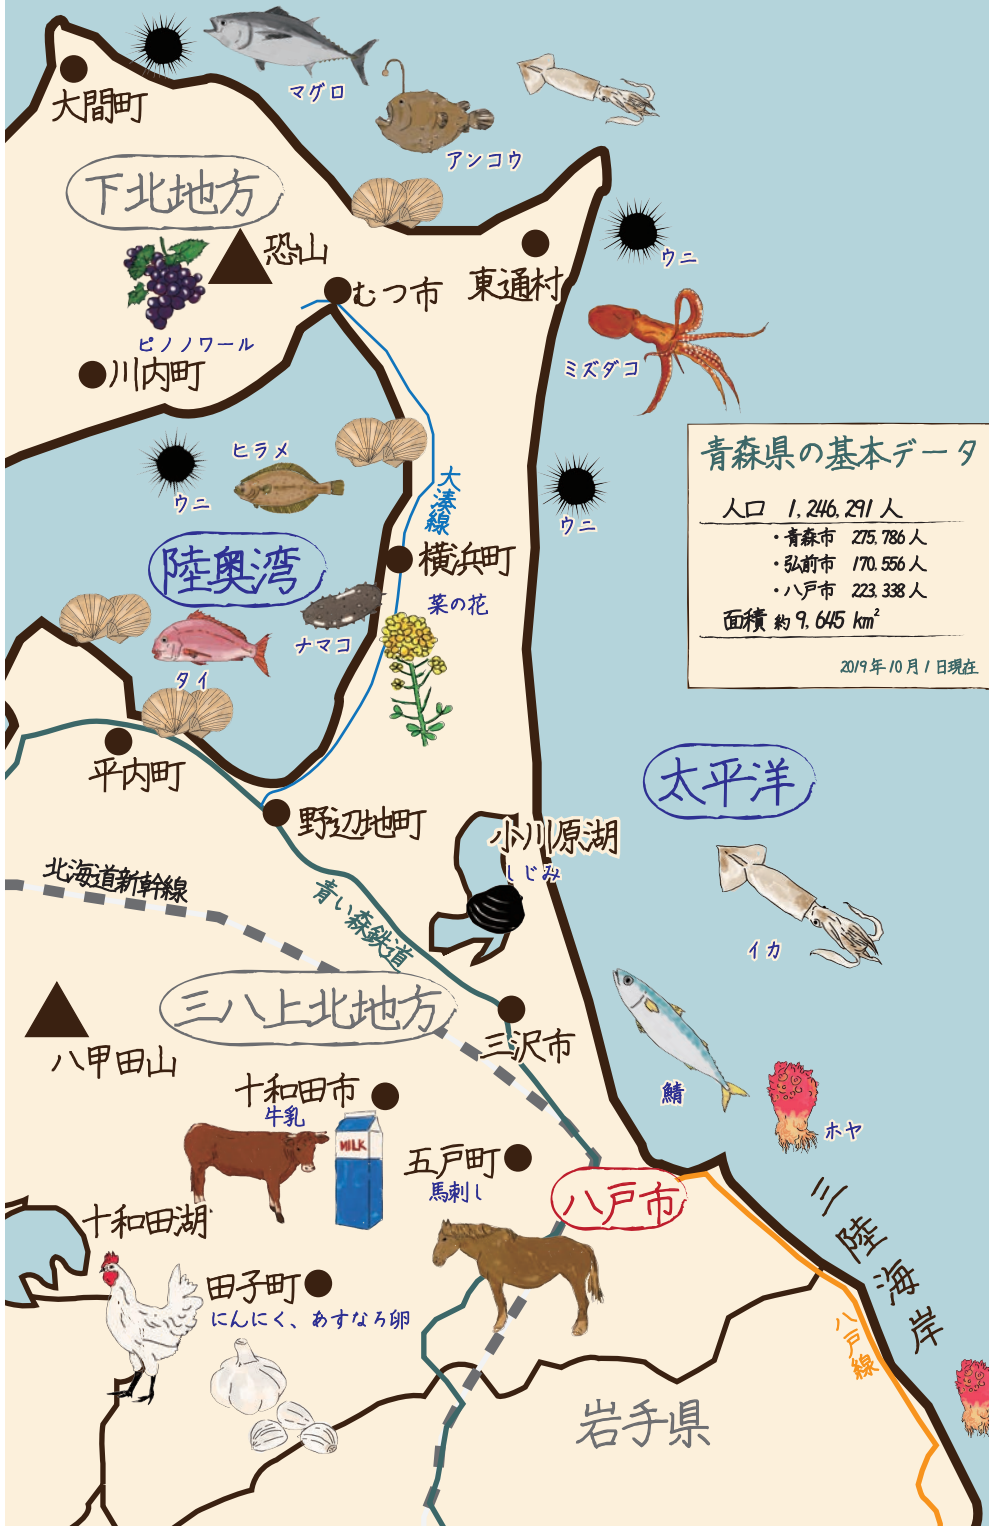 マグロ
大間町
アンコウ
下北地方
恐山
ウニ
むつ市
東通村
ピノノワール
川内町
ミズダコ
ヒラメ
青森県の基本データ
人口 1,246,291人
・青森市 275,786人
・弘前市 170,556人
・八戸市 223,338人
面積 約9,645 km²
2019年10月1日現在
大湊線
ウニ
ウニ
陸奥湾
横浜町
菜の花
ナマコ
タイ
平内町
太平洋
野辺地町
小川原湖
しじみ
北海道新幹線
青い森鉄道
イカ
三八上北地方
三沢市
八甲田山
十和田市
牛乳
MILK
鯖
ホヤ
五戸町
馬刺し
八戸市
十和田湖
三陸海岸
田子町
にんにく、あすなろ卵
八戸線
岩手県